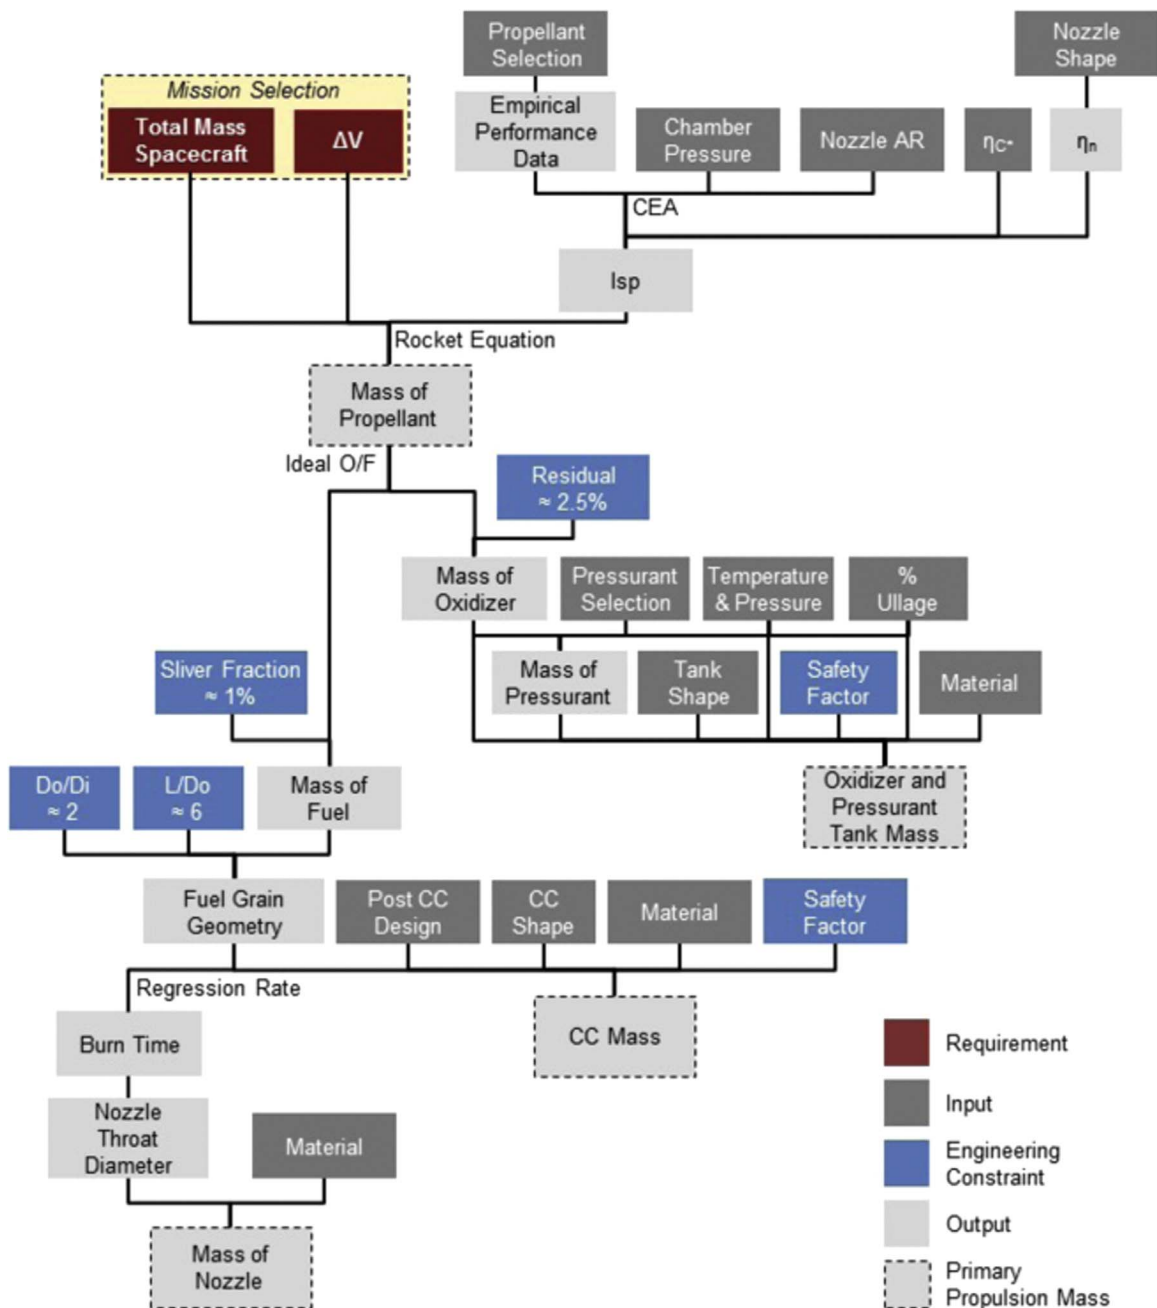 Propellant
Selection
Nozzle
Shape
Mission Selection
Total Mass
Spacecraft
ΔV
Empirical
Performance
Data
Chamber
Pressure
Nozzle AR
ηC*
ηn
CEA
Isp
Rocket Equation
Mass of
Propellant
Ideal O/F
Residual
≈ 2.5%
Mass of
Oxidizer
Pressurant
Selection
Temperature
& Pressure
%
Ullage
Sliver Fraction
≈ 1%
Mass of
Pressurant
Tank
Shape
Safety
Factor
Material
Do/Di
≈ 2
L/Do
≈ 6
Mass of
Fuel
Oxidizer and
Pressurant
Tank Mass
Fuel Grain
Geometry
Post CC
Design
CC
Shape
Material
Safety
Factor
Regression Rate
Burn Time
CC Mass
Nozzle
Throat
Diameter
Material
Mass of
Nozzle
Requirement
Input
Engineering
Constraint
Output
Primary
Propulsion Mass